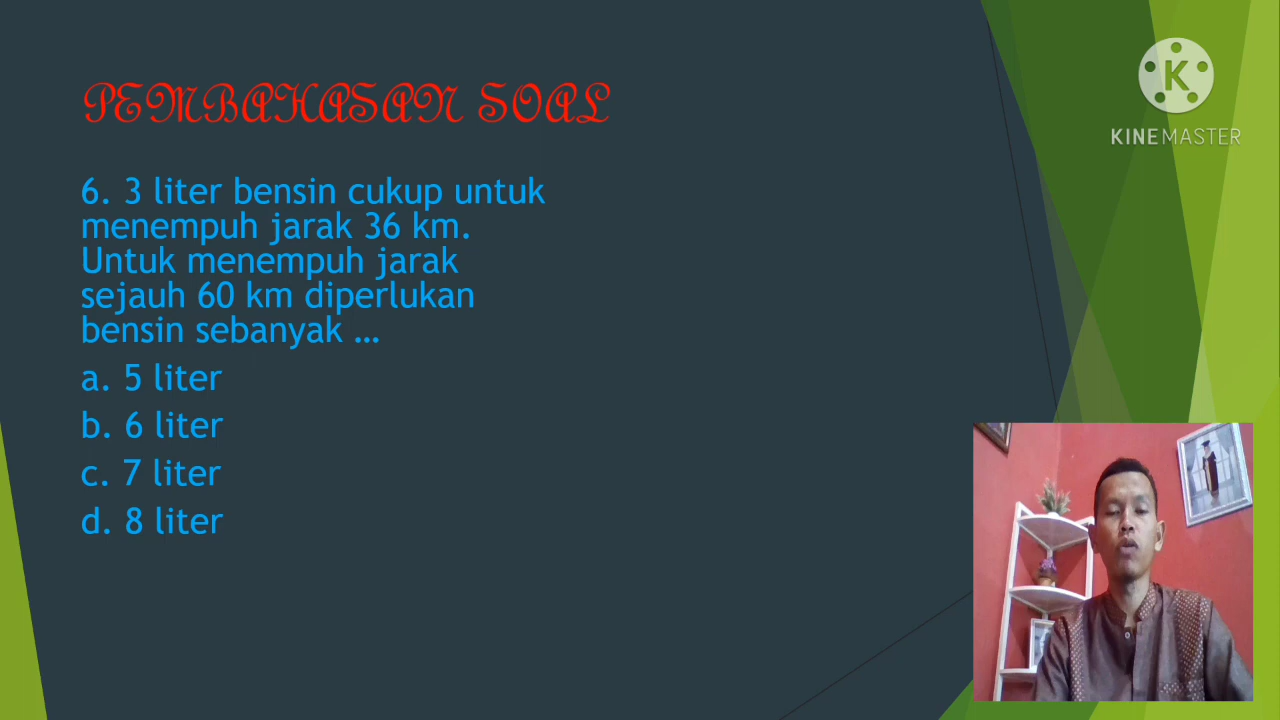 PEMBAHASAN SOAL
KINEMASTER
6. 3 liter bensin cukup untuk
menempuh jarak 36 km.
Untuk menempuh jarak
sejauh 60 km diperlukan
bensin sebanyak …
a. 5 liter
b. 6 liter
c. 7 liter
d. 8 liter